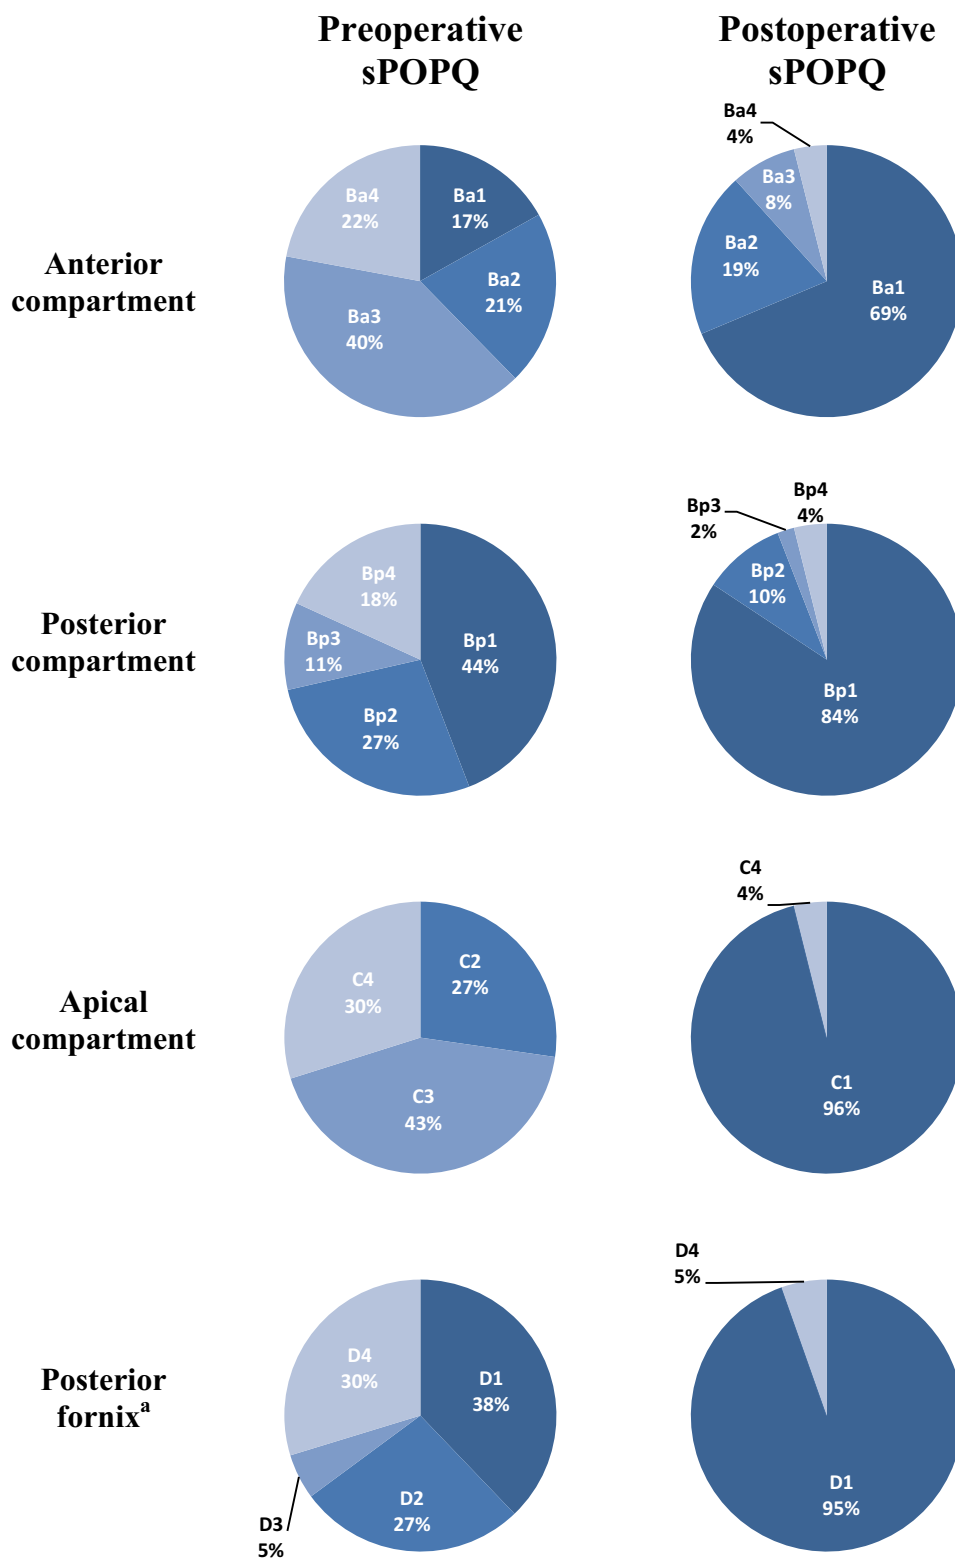 Preoperative
sPOPQ
Postoperative
sPOPQ
Anterior
compartment
Ba1
17%
Ba2
21%
Ba3
40%
Ba4
22%
Ba1
69%
Ba2
19%
Ba3
8%
Ba4
4%
Posterior
compartment
Bp1
44%
Bp2
27%
Bp3
11%
Bp4
18%
Bp1
84%
Bp2
10%
Bp3
2%
Bp4
4%
Apical
compartment
C2
27%
C3
43%
C4
30%
C1
96%
C4
4%
Posterior
fornixᵃ
D1
38%
D2
27%
D3
5%
D4
30%
D1
95%
D4
5%